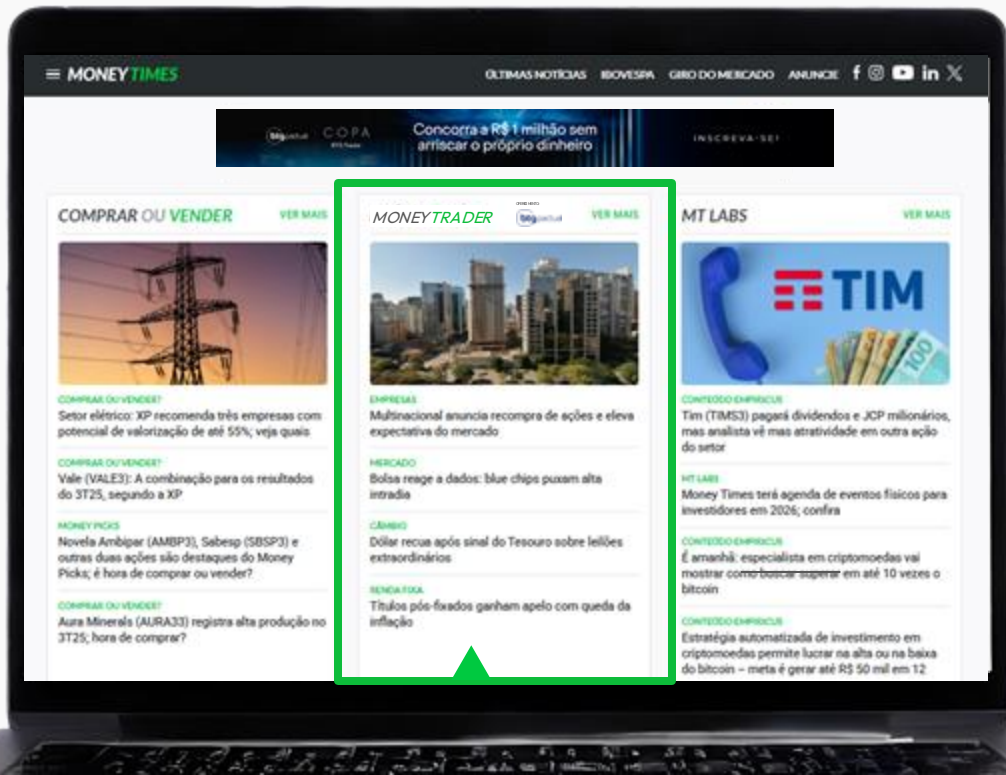 MONEYTIMES
ÚLTIMAS NOTÍCIAS IBOVESPA GIRO DO MERCADO ANUNCIE
btgpactual COPA
BTG Trader
Concorra a R$ 1 milhão sem
arriscar o próprio dinheiro
INSCREVA-SE!
COMPRAR OU VENDER VER MAIS
COMPRAR OU VENDER?
Setor elétrico: XP recomenda três empresas com
potencial de valorização de até 55%; veja quais
COMPRAR OU VENDER?
Vale (VALE3): A combinação para os resultados
do 3T25, segundo a XP
MONEY PICKS
Novela Ambipar (AMBP3), Sabesp (SBSP3) e
outras duas ações são destaques do Money
Picks; é hora de comprar ou vender?
COMPRAR OU VENDER?
Aura Minerals (AURA33) registra alta produção no
3T25; hora de comprar?
MONEYTRADER btgpactual VER MAIS
EMPRESAS
Multinacional anuncia recompra de ações e eleva
expectativa do mercado
MERCADO
Bolsa reage a dados: blue chips puxam alta
intradia
CÂMBIO
Dólar recua após sinal do Tesouro sobre leilões
extraordinários
RENDA FIXA
Títulos pós-fixados ganham apelo com queda da
inflação
MT LABS VER MAIS
TIM
100
CONTEÚDO EMPIRICUS
Tim (TIMS3) pagará dividendos e JCP milionários,
mas analista vê mas atratividade em outra ação
do setor
MT LABS
Money Times terá agenda de eventos físicos para
investidores em 2026; confira
CONTEÚDO EMPIRICUS
É amanhã: especialista em criptomoedas vai
mostrar como buscar superar em até 10 vezes o
bitcoin
CONTEÚDO EMPIRICUS
Estratégia automatizada de investimento em
criptomoedas permite lucrar na alta ou na baixa
do bitcoin – meta é gerar até R$ 50 mil em 12